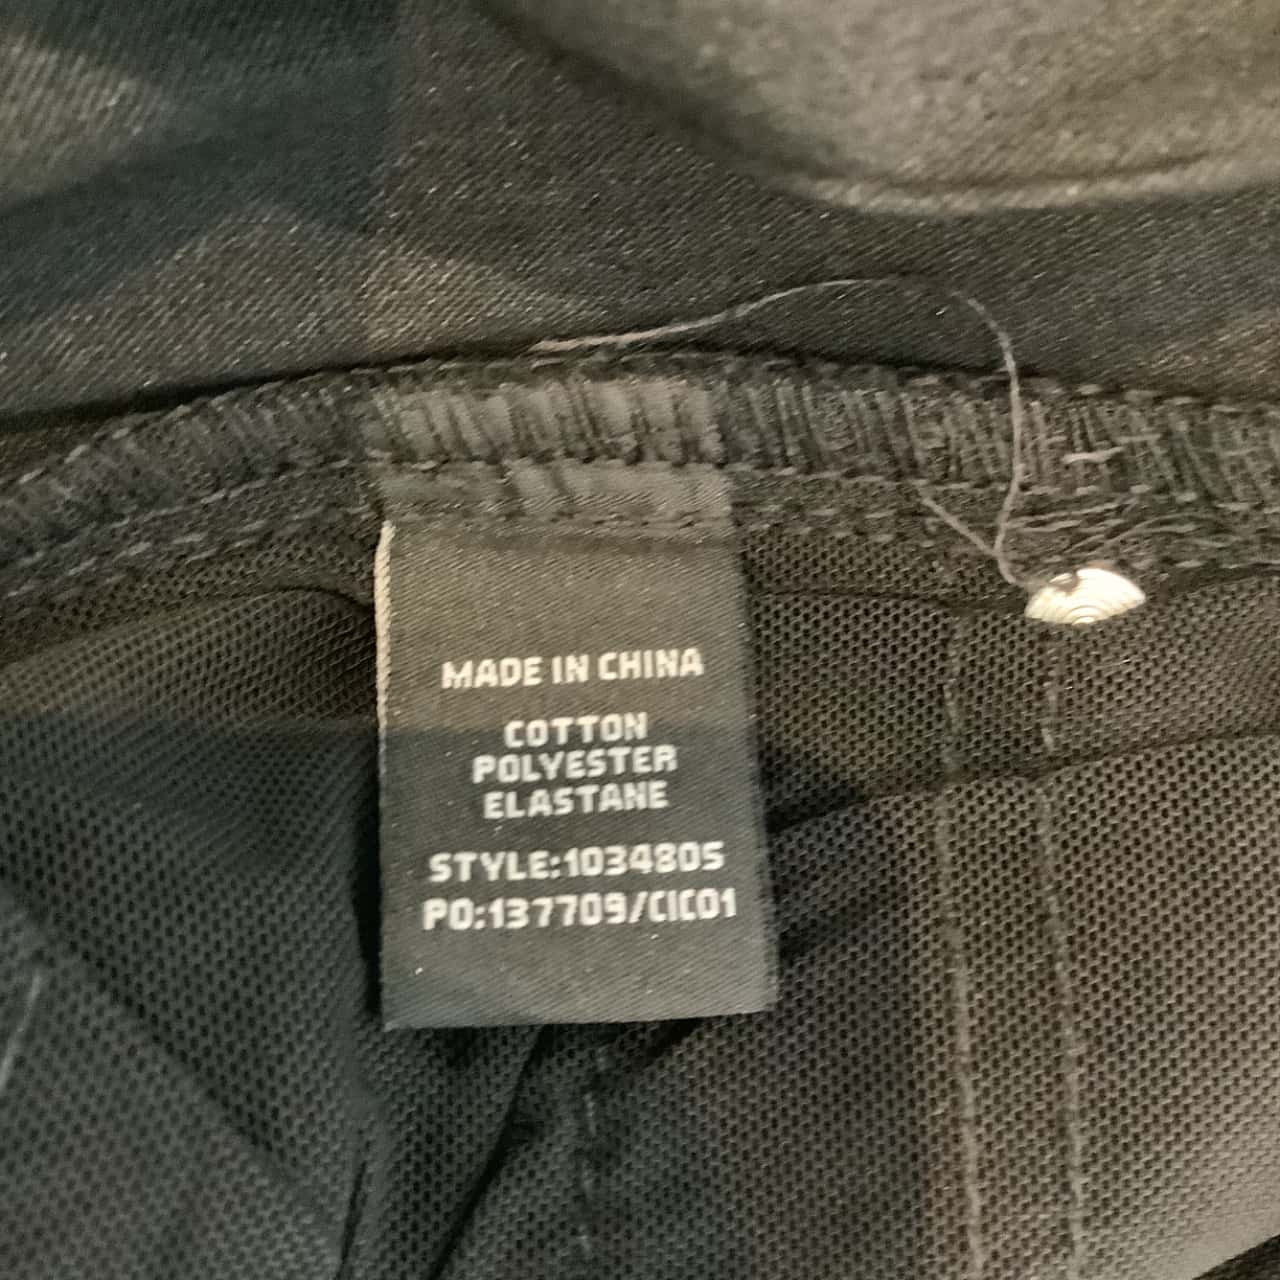 MADE IN CHINA
COTTON
POLYESTER
ELASTANE
STYLE:1034805
PO:137709/CIC01